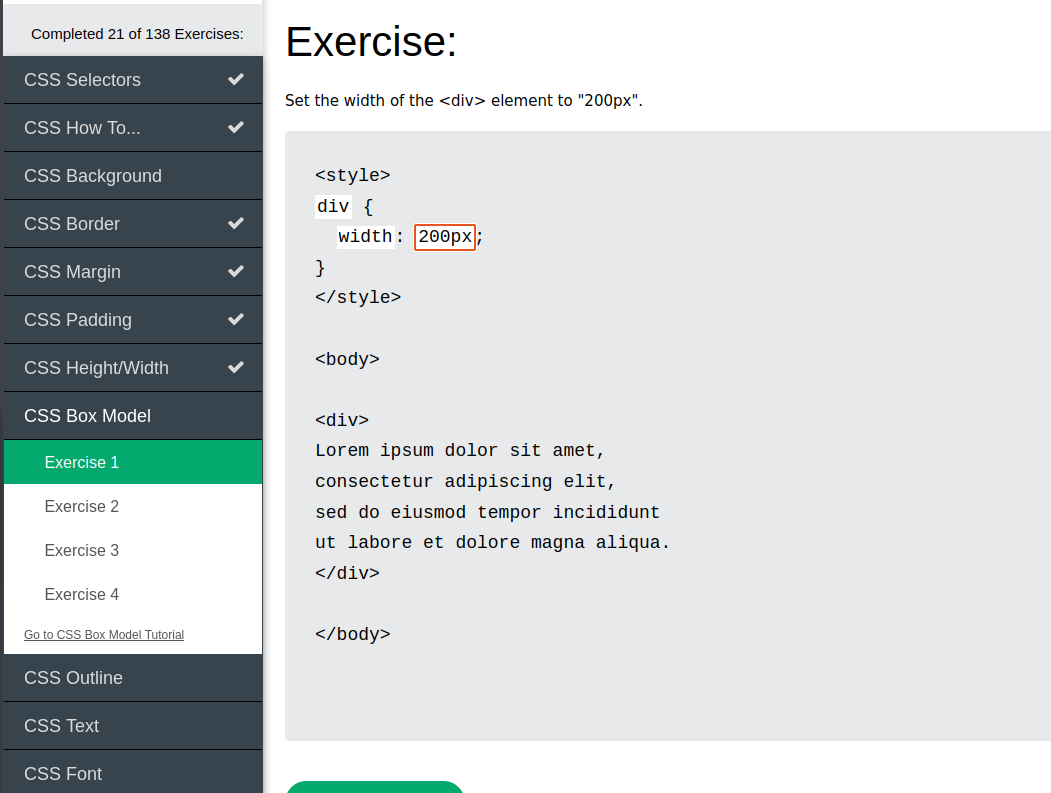 Completed 21 of 138 Exercises:
CSS Selectors
CSS How To...
CSS Background
CSS Border
CSS Margin
CSS Padding
CSS Height/Width
CSS Box Model
Exercise 1
Exercise 2
Exercise 3
Exercise 4
Go to CSS Box Model Tutorial
CSS Outline
CSS Text
CSS Font
Exercise:
Set the width of the <div> element to "200px".
<style>
div {
  width: 200px;
}
</style>
<body>
<div>
Lorem ipsum dolor sit amet,
consectetur adipiscing elit,
sed do eiusmod tempor incididunt
ut labore et dolore magna aliqua.
</div>
</body>